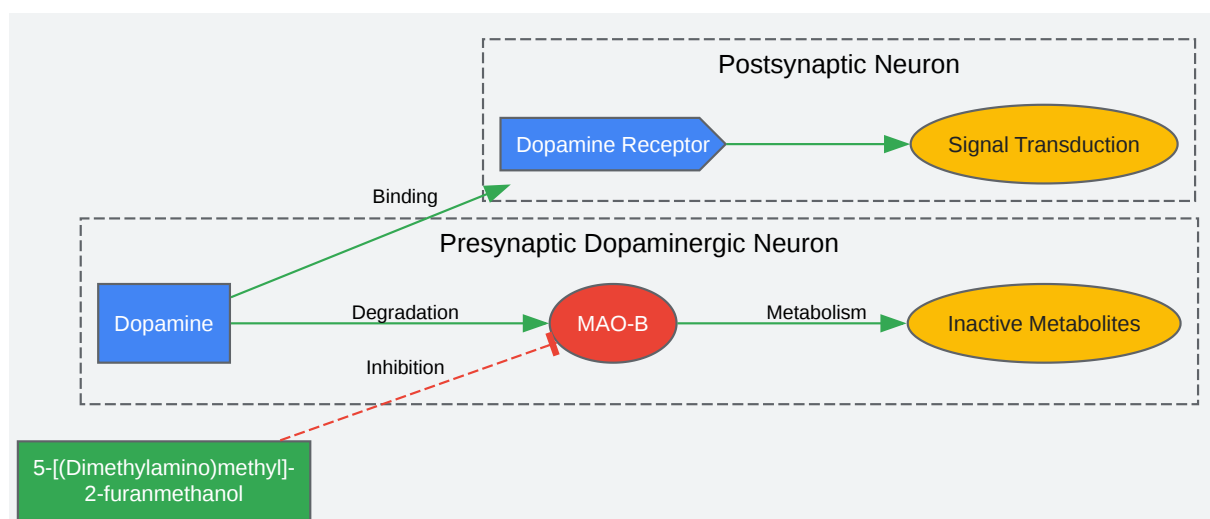 Postsynaptic Neuron
Dopamine Receptor
Signal Transduction
Binding
Presynaptic Dopaminergic Neuron
Dopamine
Degradation
MAO-B
Metabolism
Inactive Metabolites
Inhibition
5-[(Dimethylamino)methyl]-
2-furanmethanol